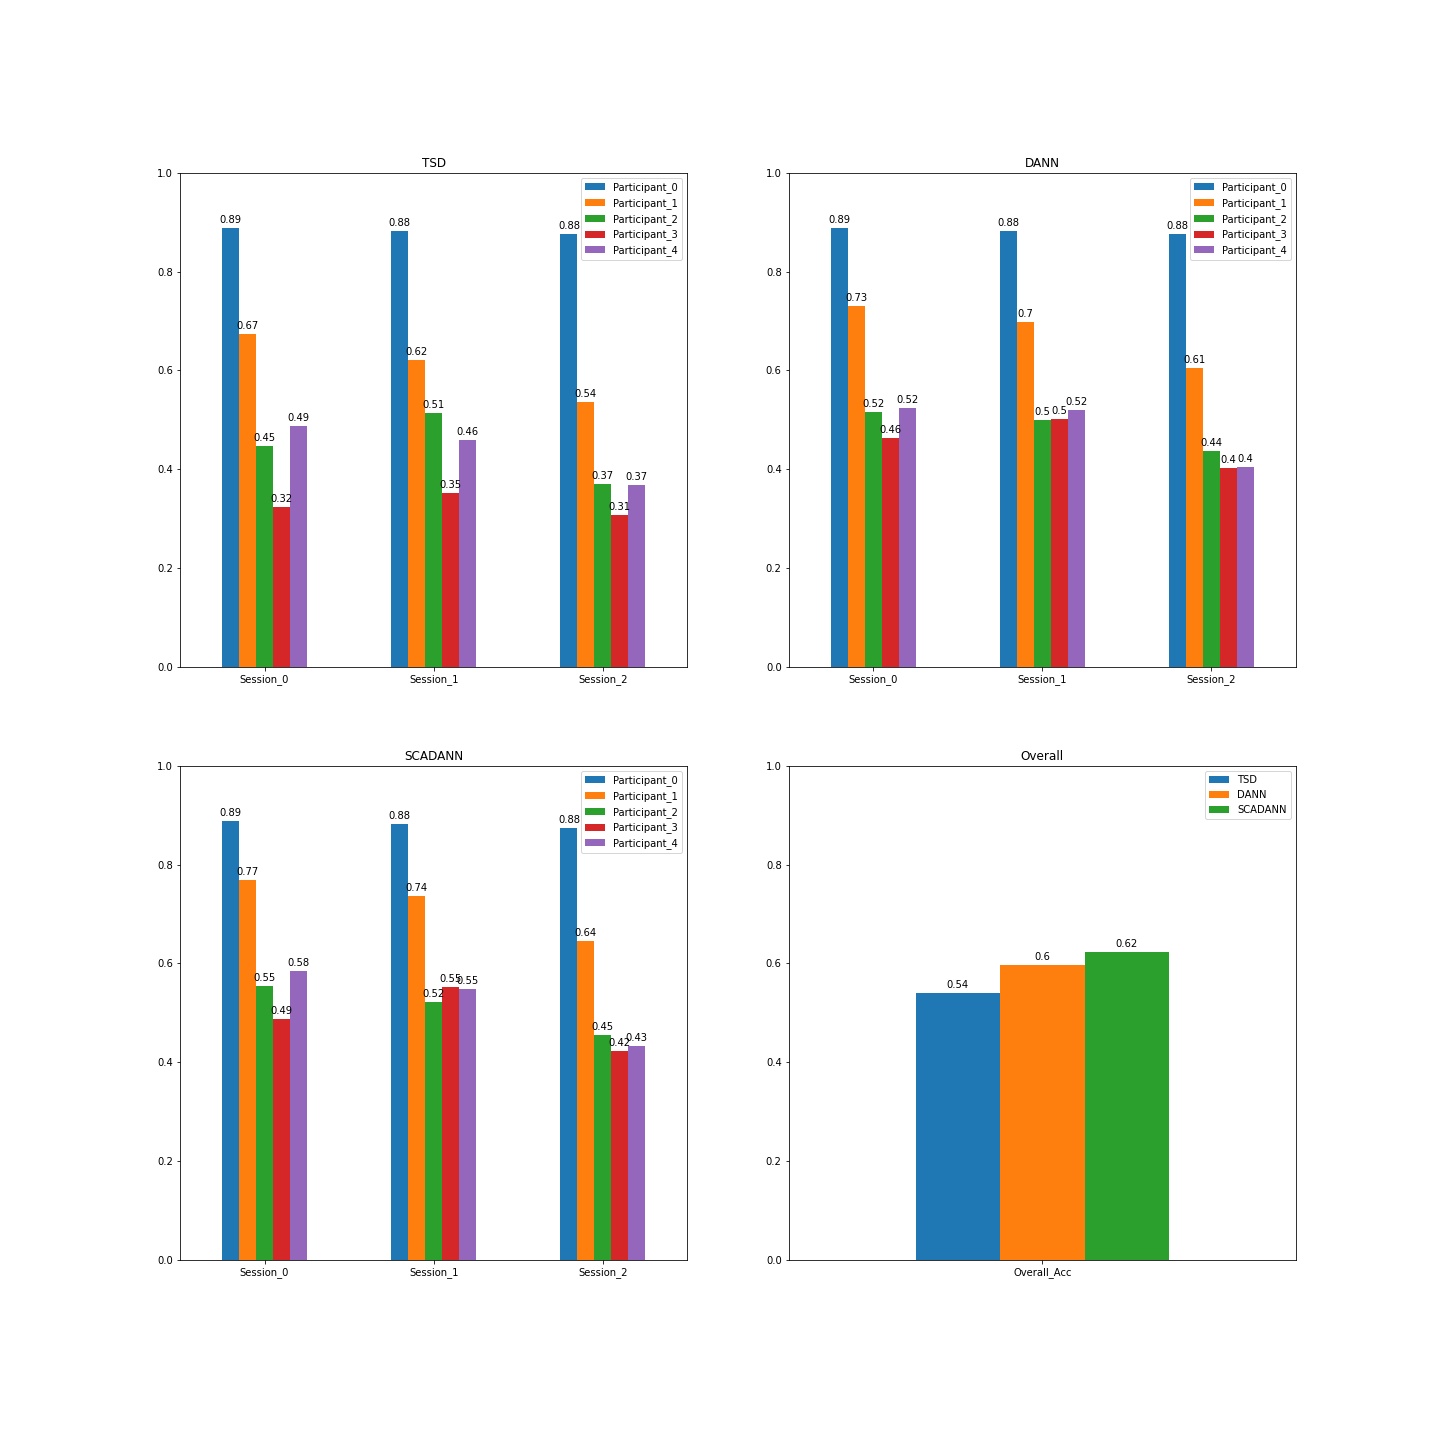 TSD
1.0
0.8
0.6
0.4
0.2
0.0
0.89
0.67
0.45
0.32
0.49
0.88
0.62
0.51
0.35
0.46
0.88
0.54
0.37
0.31
0.37
Participant_0
Participant_1
Participant_2
Participant_3
Participant_4
Session_0
Session_1
Session_2
DANN
1.0
0.8
0.6
0.4
0.2
0.0
0.89
0.73
0.52
0.46
0.52
0.88
0.7
0.5
0.5
0.52
0.88
0.61
0.44
0.4
0.4
Participant_0
Participant_1
Participant_2
Participant_3
Participant_4
Session_0
Session_1
Session_2
SCADANN
1.0
0.8
0.6
0.4
0.2
0.0
0.89
0.77
0.55
0.49
0.58
0.88
0.74
0.52
0.55
0.55
0.88
0.64
0.45
0.42
0.43
Participant_0
Participant_1
Participant_2
Participant_3
Participant_4
Session_0
Session_1
Session_2
Overall
1.0
0.8
0.6
0.4
0.2
0.0
0.54
0.6
0.62
TSD
DANN
SCADANN
Overall_Acc